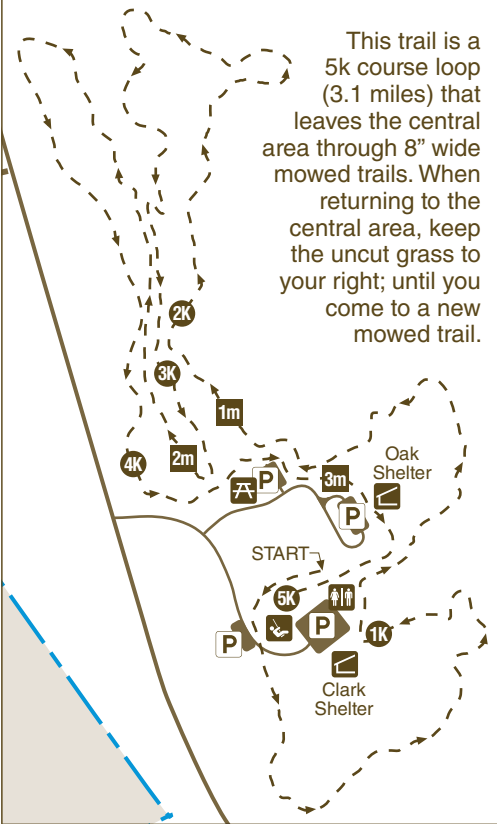 This trail is a
5k course loop
(3.1 miles) that
leaves the central
area through 8” wide
mowed trails. When
returning to the
central area, keep
the uncut grass to
your right; until you
come to a new
mowed trail.
2K
3K
1m
4K
2m
P
3m
Oak
Shelter
P
START
5K
P
1K
P
Clark
Shelter